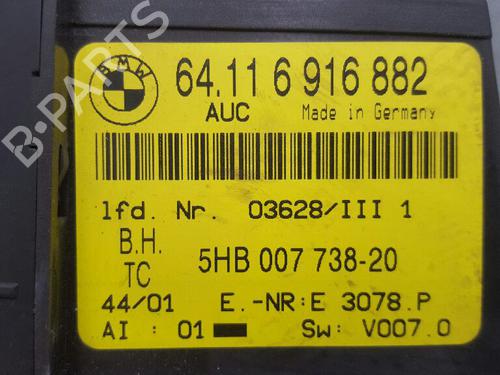 BMW
64.11 6 916 882
AUC Made in Germany
lfd. Nr. 03628/III 1
B.H.
TC 5HB 007 738-20
44/01 E.-NR:E 3078.P
AI : 01 Sw: V007.0
B-PARTS